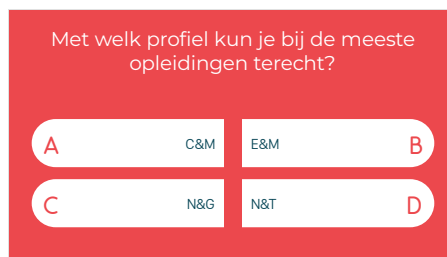 Met welk profiel kun je bij de meeste
opleidingen terecht?
A C&M
E&M B
C N&G
N&T D